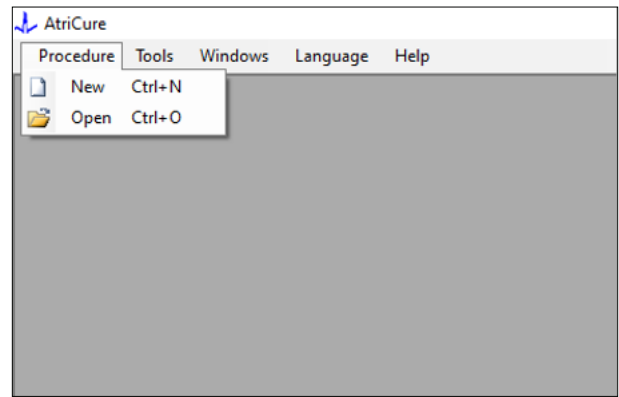 AtriCure
Procedure Tools Windows Language Help
New Ctrl+N
Open Ctrl+O